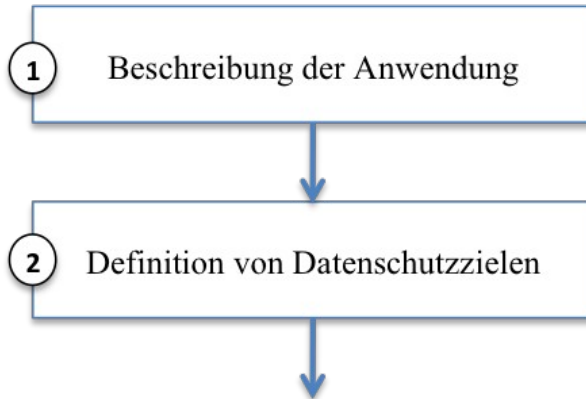 1 Beschreibung der Anwendung
2 Definition von Datenschutzzielen